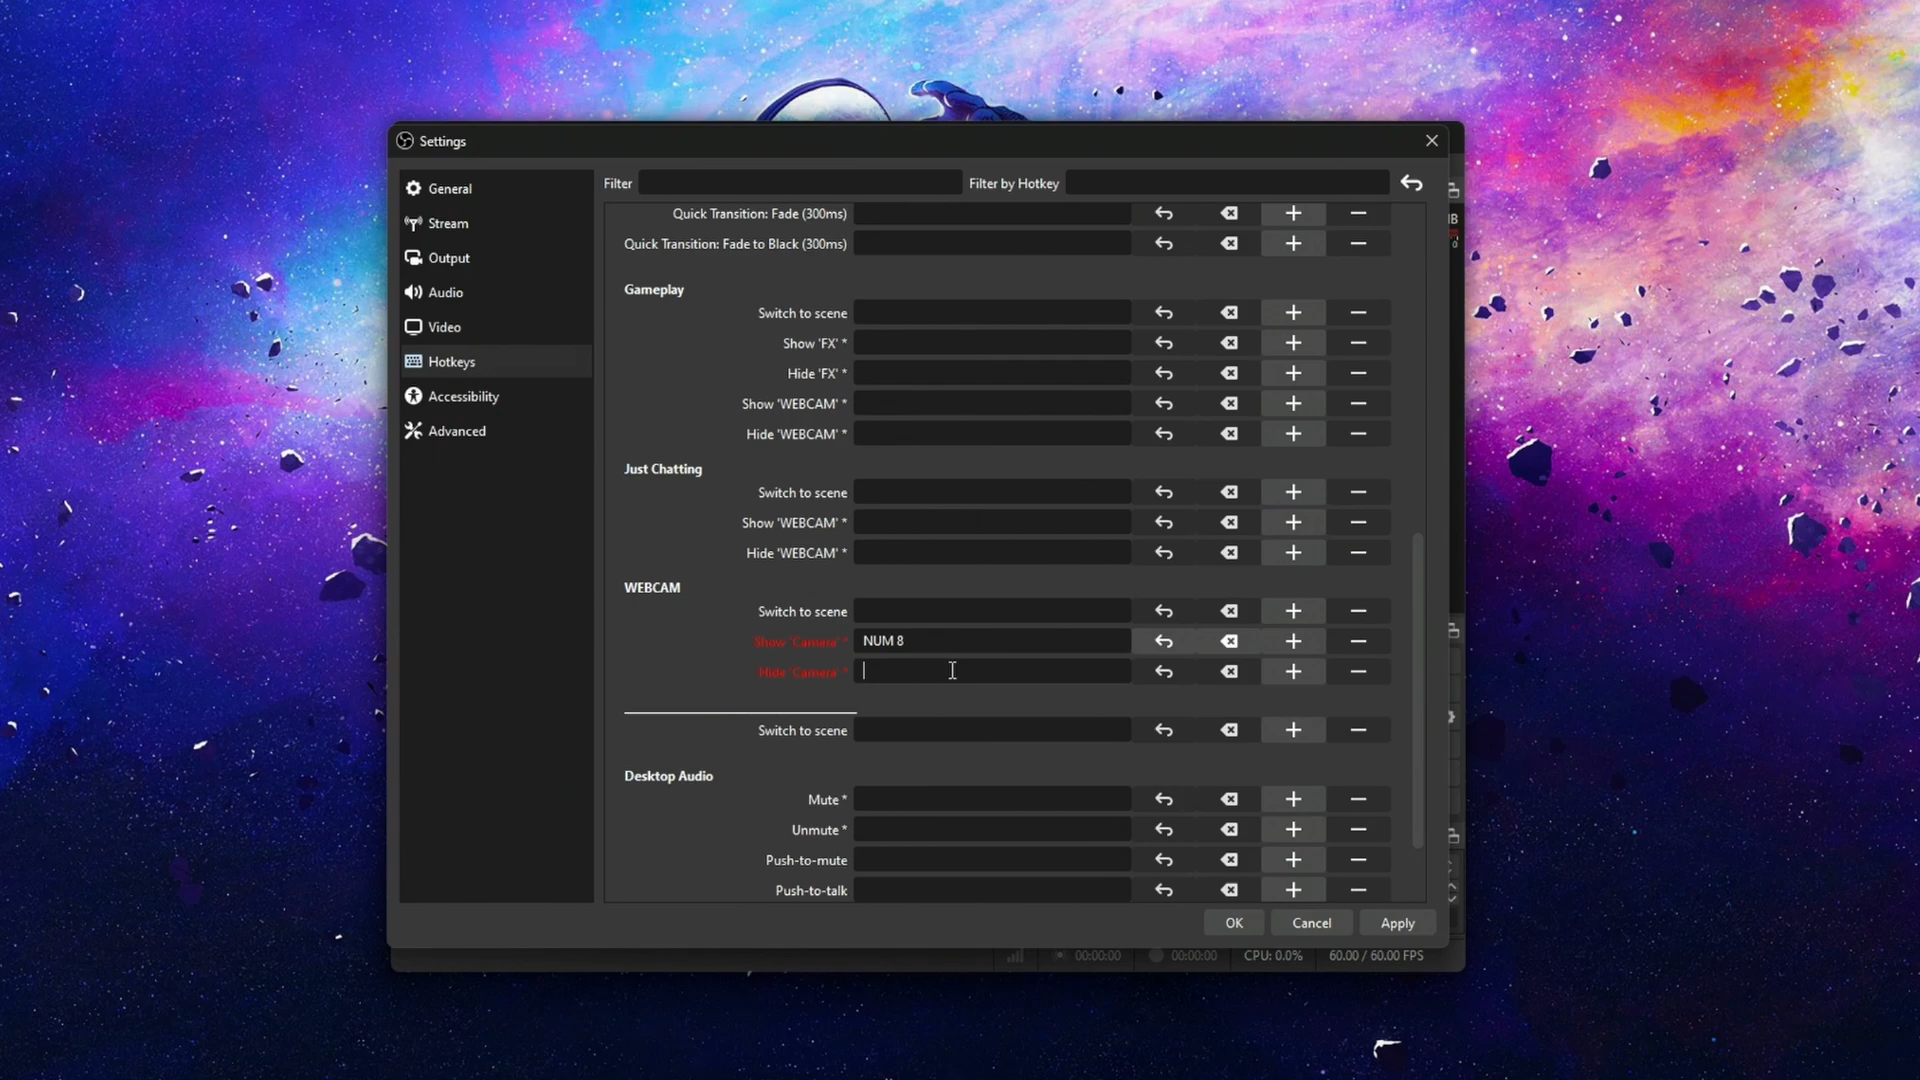 Settings
General
Stream
Output
Audio
Video
Hotkeys
Accessibility
Advanced
Filter
Filter by Hotkey
Quick Transition: Fade (300ms)
Quick Transition: Fade to Black (300ms)
Gameplay
Switch to scene
Show 'FX' *
Hide 'FX' *
Show 'WEBCAM' *
Hide 'WEBCAM' *
Just Chatting
Switch to scene
Show 'WEBCAM' *
Hide 'WEBCAM' *
WEBCAM
Switch to scene
Show 'Camera' * NUM 8
Hide 'Camera' *
Switch to scene
Desktop Audio
Mute *
Unmute *
Push-to-mute
Push-to-talk
OK Cancel Apply
00:00:00 00:00:00 CPU: 0.0% 60.00 / 60.00 FPS